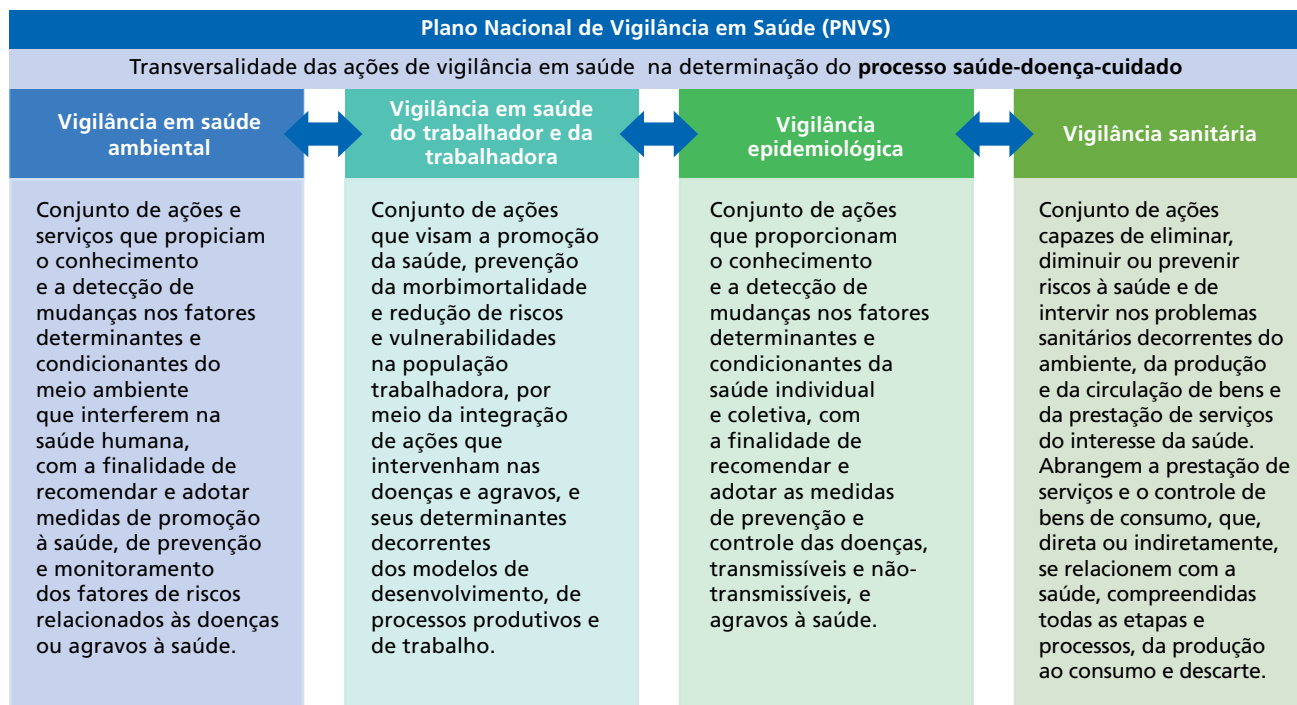 Plano Nacional de Vigilância em Saúde (PNVS)
Transversalidade das ações de vigilância em saúde na determinação do processo saúde-doença-cuidado
Vigilância em saúde
ambiental
Conjunto de ações e
serviços que propiciam
o conhecimento
e a detecção de
mudanças nos fatores
determinantes e
condicionantes do
meio ambiente
que interferem na
saúde humana,
com a finalidade de
recomendar e adotar
medidas de promoção
à saúde, de prevenção
e monitoramento
dos fatores de riscos
relacionados às doenças
ou agravos à saúde.
Vigilância em saúde
do trabalhador e da
trabalhadora
Conjunto de ações
que visam a promoção
da saúde, prevenção
da morbimortalidade
e redução de riscos
e vulnerabilidades
na população
trabalhadora, por
meio da integração
de ações que
intervenham nas
doenças e agravos, e
seus determinantes
decorrentes
dos modelos de
desenvolvimento, de
processos produtivos e
de trabalho.
Vigilância
epidemiológica
Conjunto de ações
que proporcionam
o conhecimento
e a detecção de
mudanças nos fatores
determinantes e
condicionantes da
saúde individual
e coletiva, com
a finalidade de
recomendar e
adotar as medidas
de prevenção e
controle das doenças,
transmissíveis e não-
transmissíveis, e
agravos à saúde.
Vigilância sanitária
Conjunto de ações
capazes de eliminar,
diminuir ou prevenir
riscos à saúde e de
intervir nos problemas
sanitários decorrentes do
ambiente, da produção
e da circulação de bens e
da prestação de serviços
do interesse da saúde.
Abrangem a prestação de
serviços e o controle de
bens de consumo, que,
direta ou indiretamente,
se relacionem com a
saúde, compreendidas
todas as etapas e
processos, da produção
ao consumo e descarte.